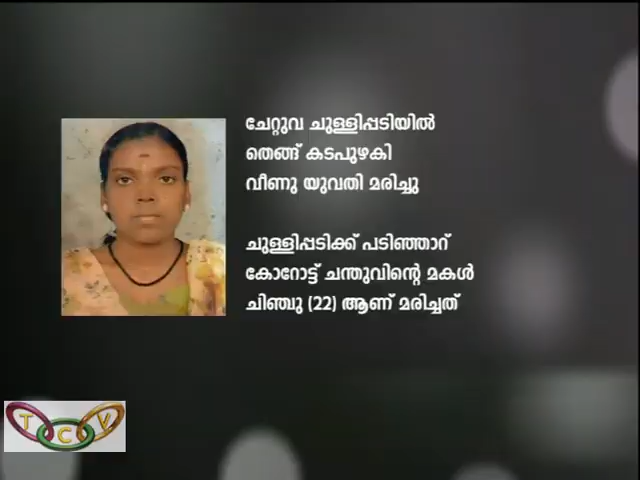 ചേറ്റുവ ചുള്ളിപ്പടിയിൽ
തെങ്ങ് കടപുഴകി
വീണു യുവതി മരിച്ചു
ചുള്ളിപ്പടിക്ക് പടിഞ്ഞാറ്
കോറോട്ട് ചന്തുവിന്റെ മകൾ
ചിഞ്ചു (22) ആണ് മരിച്ചത്
TCV